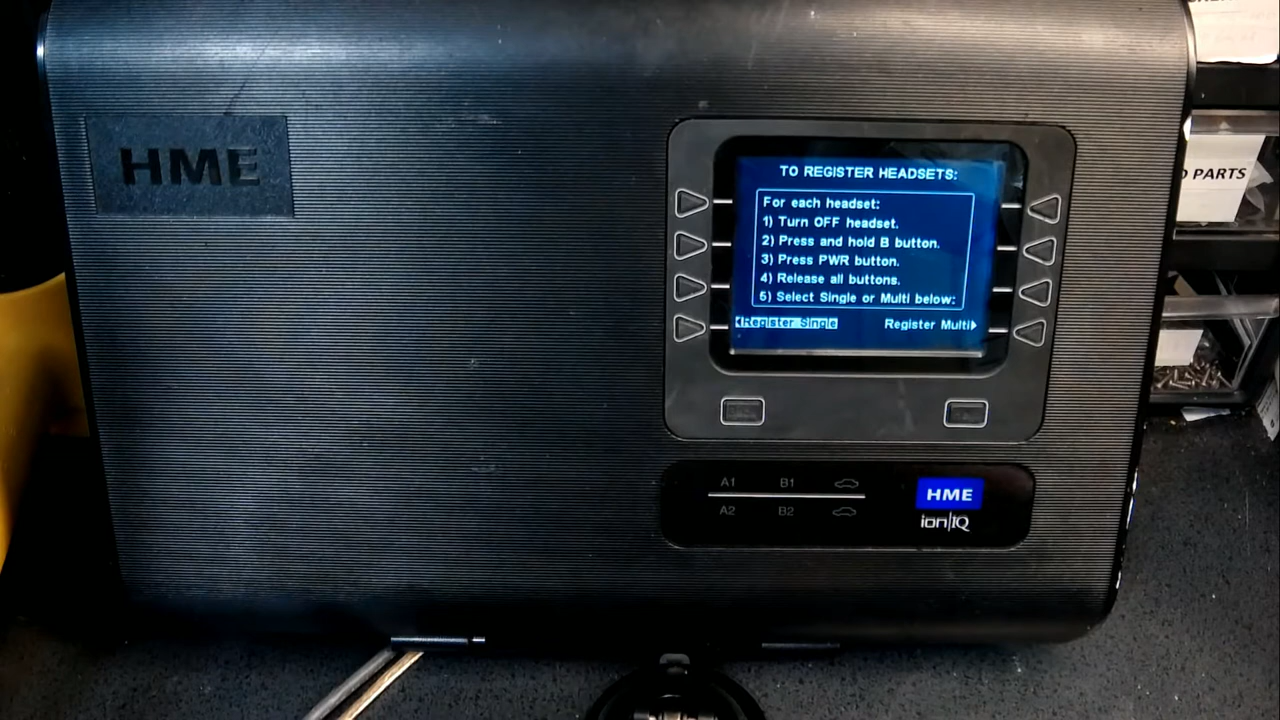 HME
TO REGISTER HEADSETS:
For each headset:
1) Turn OFF headset.
2) Press and hold B button.
3) Press PWR button.
4) Release all buttons.
5) Select Single or Multi below:
Register Single
Register Multi
A1 B1
A2 B2
HME
ion|IQ
PARTS